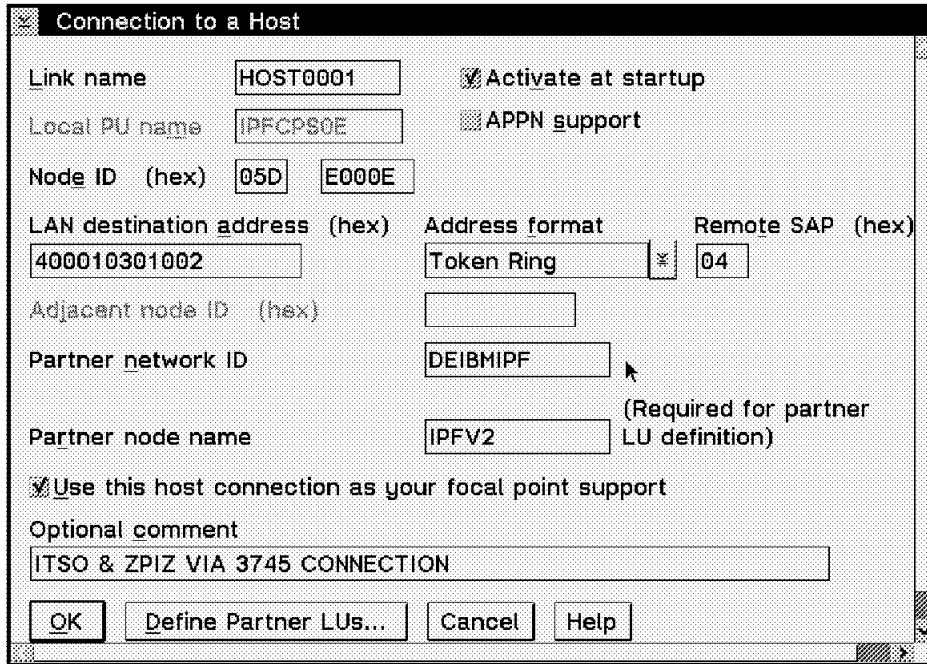 Connection to a Host
Link name HOST0001 Activate at startup
Local PU name IPFCPS0E APPN support
Node ID (hex) 05D E000E
LAN destination address (hex) Address format Remote SAP (hex)
400010301002 Token Ring 04
Adjacent node ID (hex)
Partner network ID DEIBMIPF
(Required for partner
Partner node name IPFV2 LU definition)
Use this host connection as your focal point support
Optional comment
ITSO & ZPIZ VIA 3745 CONNECTION
OK Define Partner LUs... Cancel Help